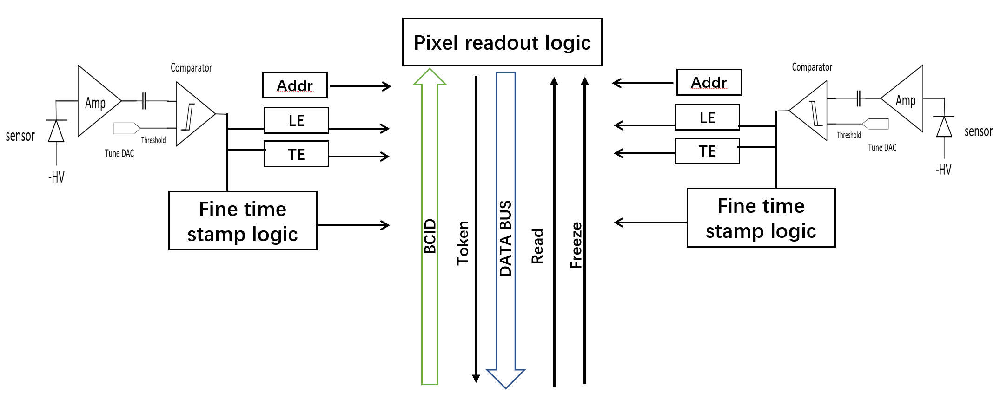 Pixel readout logic
Comparator
Amp
Threshold
Tune DAC
sensor
-HV
Addr
LE
TE
Fine time
stamp logic
BCID
Token
DATA BUS
Read
Freeze
Addr
LE
TE
Fine time
stamp logic
Comparator
Amp
Threshold
Tune DAC
sensor
-HV